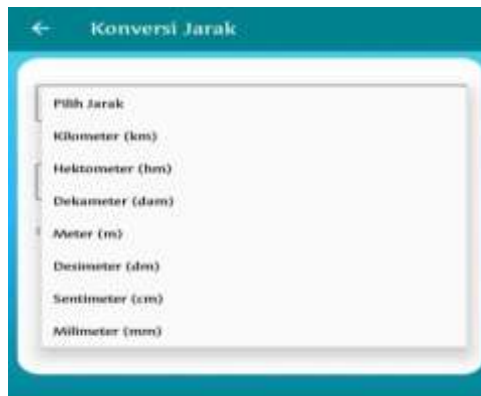 Konversi Jarak
Pilih Jarak
Kilometer (km)
Hektometer (hm)
Dekameter (dam)
Meter (m)
Desimeter (dm)
Sentimeter (cm)
Milimeter (mm)